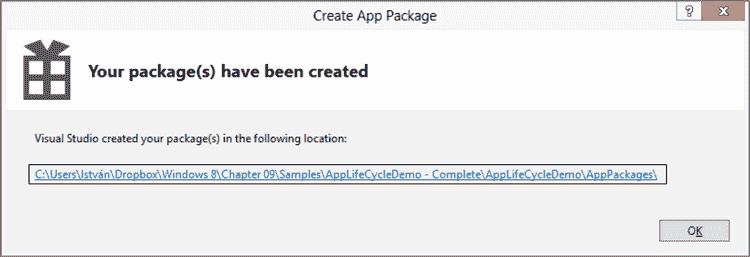 Create App Package
?
x
Your package(s) have been created
Visual Studio created your package(s) in the following location:
C:\Users\István\Dropbox\Windows 8\Chapter 09\Samples\AppLifeCycleDemo - Complete\AppLifeCycleDemo\AppPackages\
OK